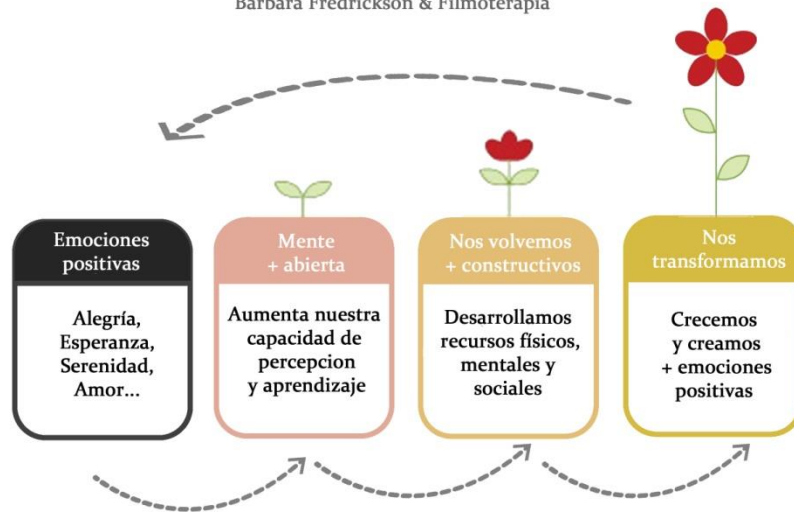 Barbara Fredrickson & Filmoterapia
Emociones
positivas
Alegría,
Esperanza,
Serenidad,
Amor...
Mente
+ abierta
Aumenta nuestra
capacidad de
percepcion
y aprendizaje
Nos volvemos
+ constructivos
Desarrollamos
recursos físicos,
mentales y
sociales
Nos
transformamos
Crecemos
y creamos
+ emociones
positivas